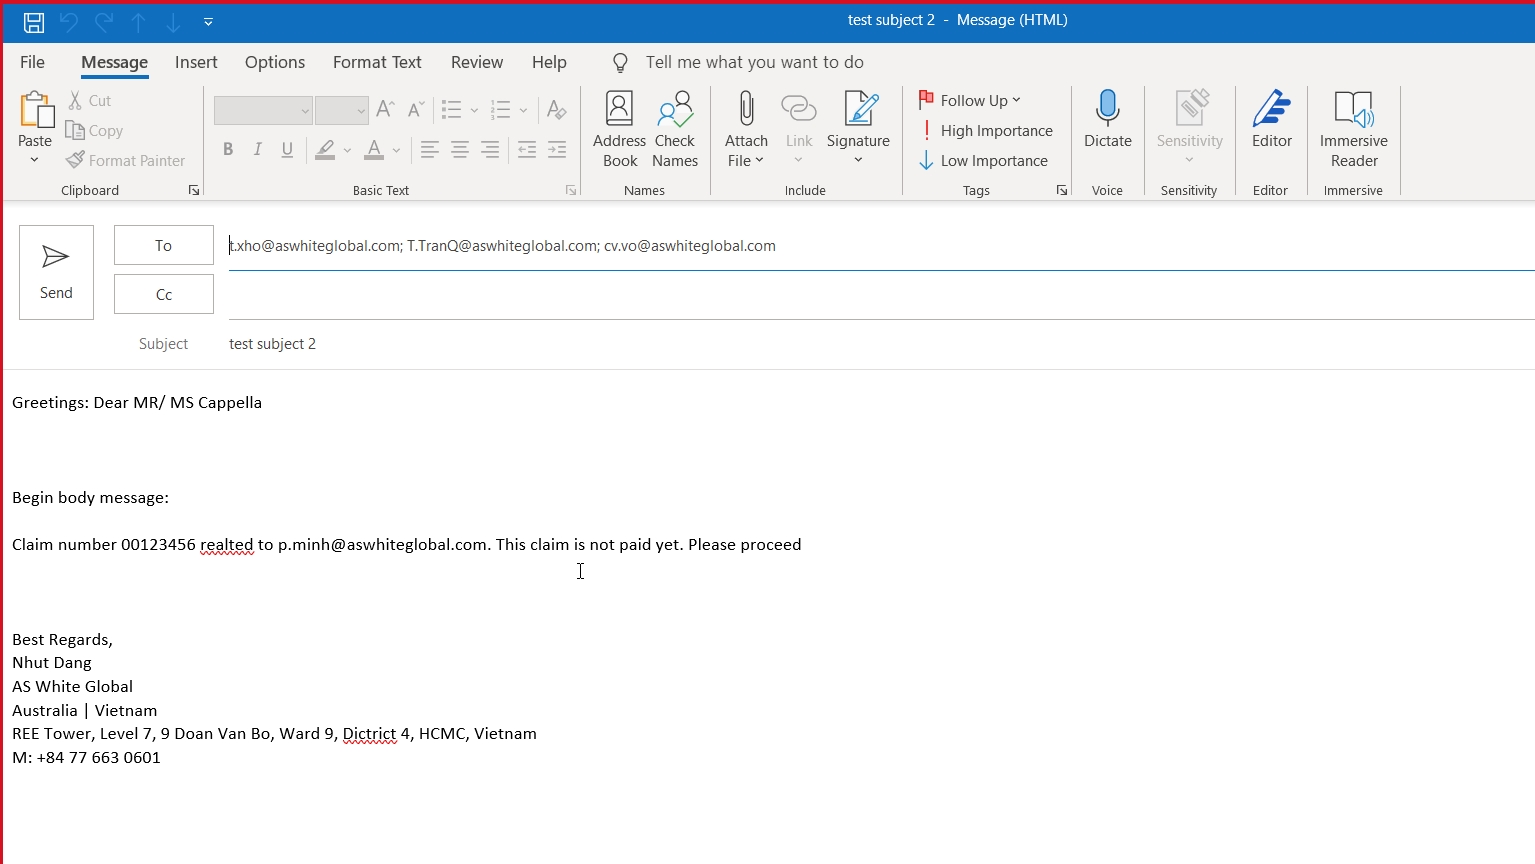 test subject 2 - Message (HTML)
File Message Insert Options Format Text Review Help Tell me what you want to do
Paste
Cut
Copy
Format Painter
Clipboard
A A
B I U A
Basic Text
Address Book
Check Names
Names
Attach File
Link
Signature
Include
Follow Up
High Importance
Low Importance
Tags
Dictate
Voice
Sensitivity
Sensitivity
Editor
Editor
Immersive Reader
Immersive
Send
To t.xho@aswhiteglobal.com; T.TranQ@aswhiteglobal.com; cv.vo@aswhiteglobal.com
Cc
Subject test subject 2
Greetings: Dear MR/ MS Cappella
Begin body message:
Claim number 00123456 realted to p.minh@aswhiteglobal.com. This claim is not paid yet. Please proceed
Best Regards,
Nhut Dang
AS White Global
Australia | Vietnam
REE Tower, Level 7, 9 Doan Van Bo, Ward 9, Dictrict 4, HCMC, Vietnam
M: +84 77 663 0601